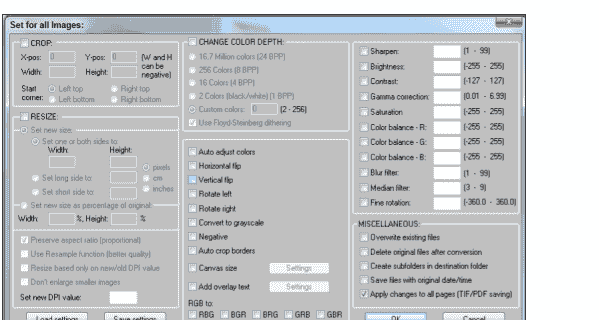 Set for all Images:
CROP:
X-pos: 0 Y-pos: 0 (W and H can be negative)
Width: Height:
Start corner: Left top Right top
Left bottom Right bottom
RESIZE:
Set new size:
Set one or both sides to:
Width: Height:
pixels
cm
inches
Set long side to:
Set short side to:
Set new size as percentage of original:
Width: %, Height: %
Preserve aspect ratio (proportional)
Use Resample function (better quality)
Resize based only on new/old DPI value
Don't enlarge smaller images
Set new DPI value:
Load settings Save settings
CHANGE COLOR DEPTH:
16.7 Million colors (24 BPP)
256 Colors (8 BPP)
16 Colors (4 BPP)
2 Colors (black/white) (1 BPP)
Custom colors: 0 [2 - 256]
Use Floyd-Steinberg dithering
Auto adjust colors
Horizontal flip
Vertical flip
Rotate left
Rotate right
Convert to grayscale
Negative
Auto crop borders
Canvas size Settings
Add overlay text Settings
RGB to:
RBG BGR BRG GRB GBR
Sharpen: (1 - 99)
Brightness: (-255 - 255)
Contrast: (-127 - 127)
Gamma correction: (0.01 - 6.99)
Saturation (-255 - 255)
Color balance - R: (-255 - 255)
Color balance - G: (-255 - 255)
Color balance - B: (-255 - 255)
Blur filter: (1 - 99)
Median filter: (3 - 9)
Fine rotation: (-360.0 - 360.0)
MISCELLANEOUS:
Overwrite existing files
Delete original files after conversion
Create subfolders in destination folder
Save files with original date/time
Apply changes to all pages (TIF/PDF saving)
OK Cancel